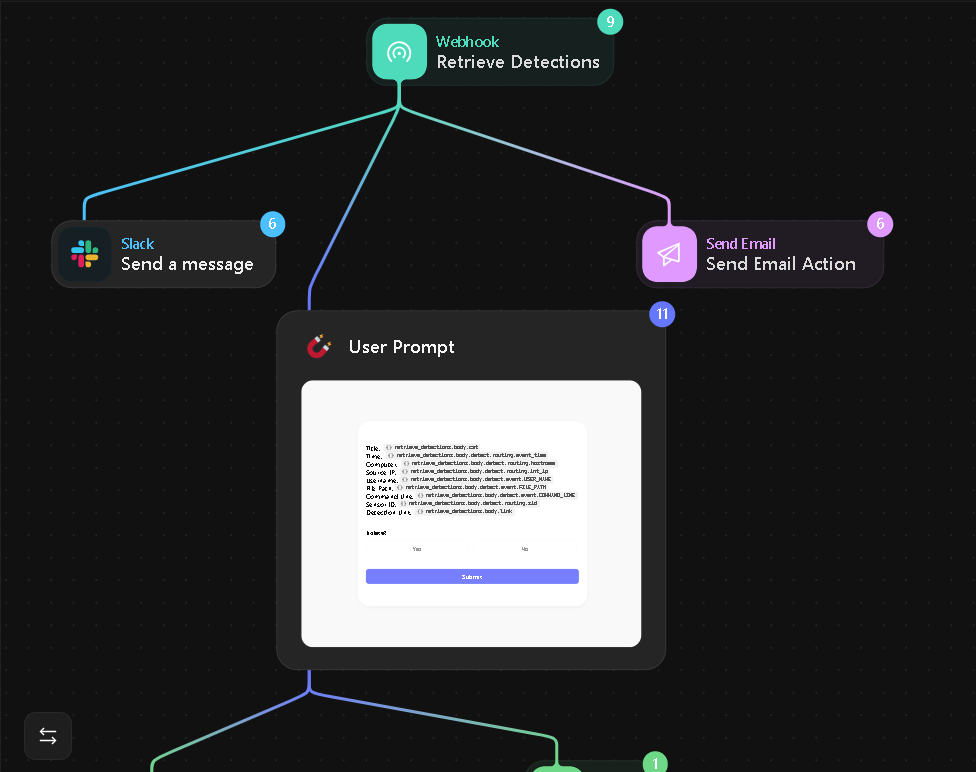 9
Webhook
Retrieve Detections
6
Slack
Send a message
6
Send Email
Send Email Action
11
User Prompt
Title: retrieve_detections.body.cat
Time: retrieve_detections.body.detect.routing.event_time
Computer: retrieve_detections.body.detect.routing.hostname
Source IP: retrieve_detections.body.detect.routing.int_ip
Username: retrieve_detections.body.detect.event.USER_NAME
File Path: retrieve_detections.body.detect.event.FILE_PATH
Command Line: retrieve_detections.body.detect.event.COMMAND_LINE
Sensor ID: retrieve_detections.body.detect.routing.sid
Detection Link: retrieve_detections.body.link
Isolate?
Yes No
Submit
1